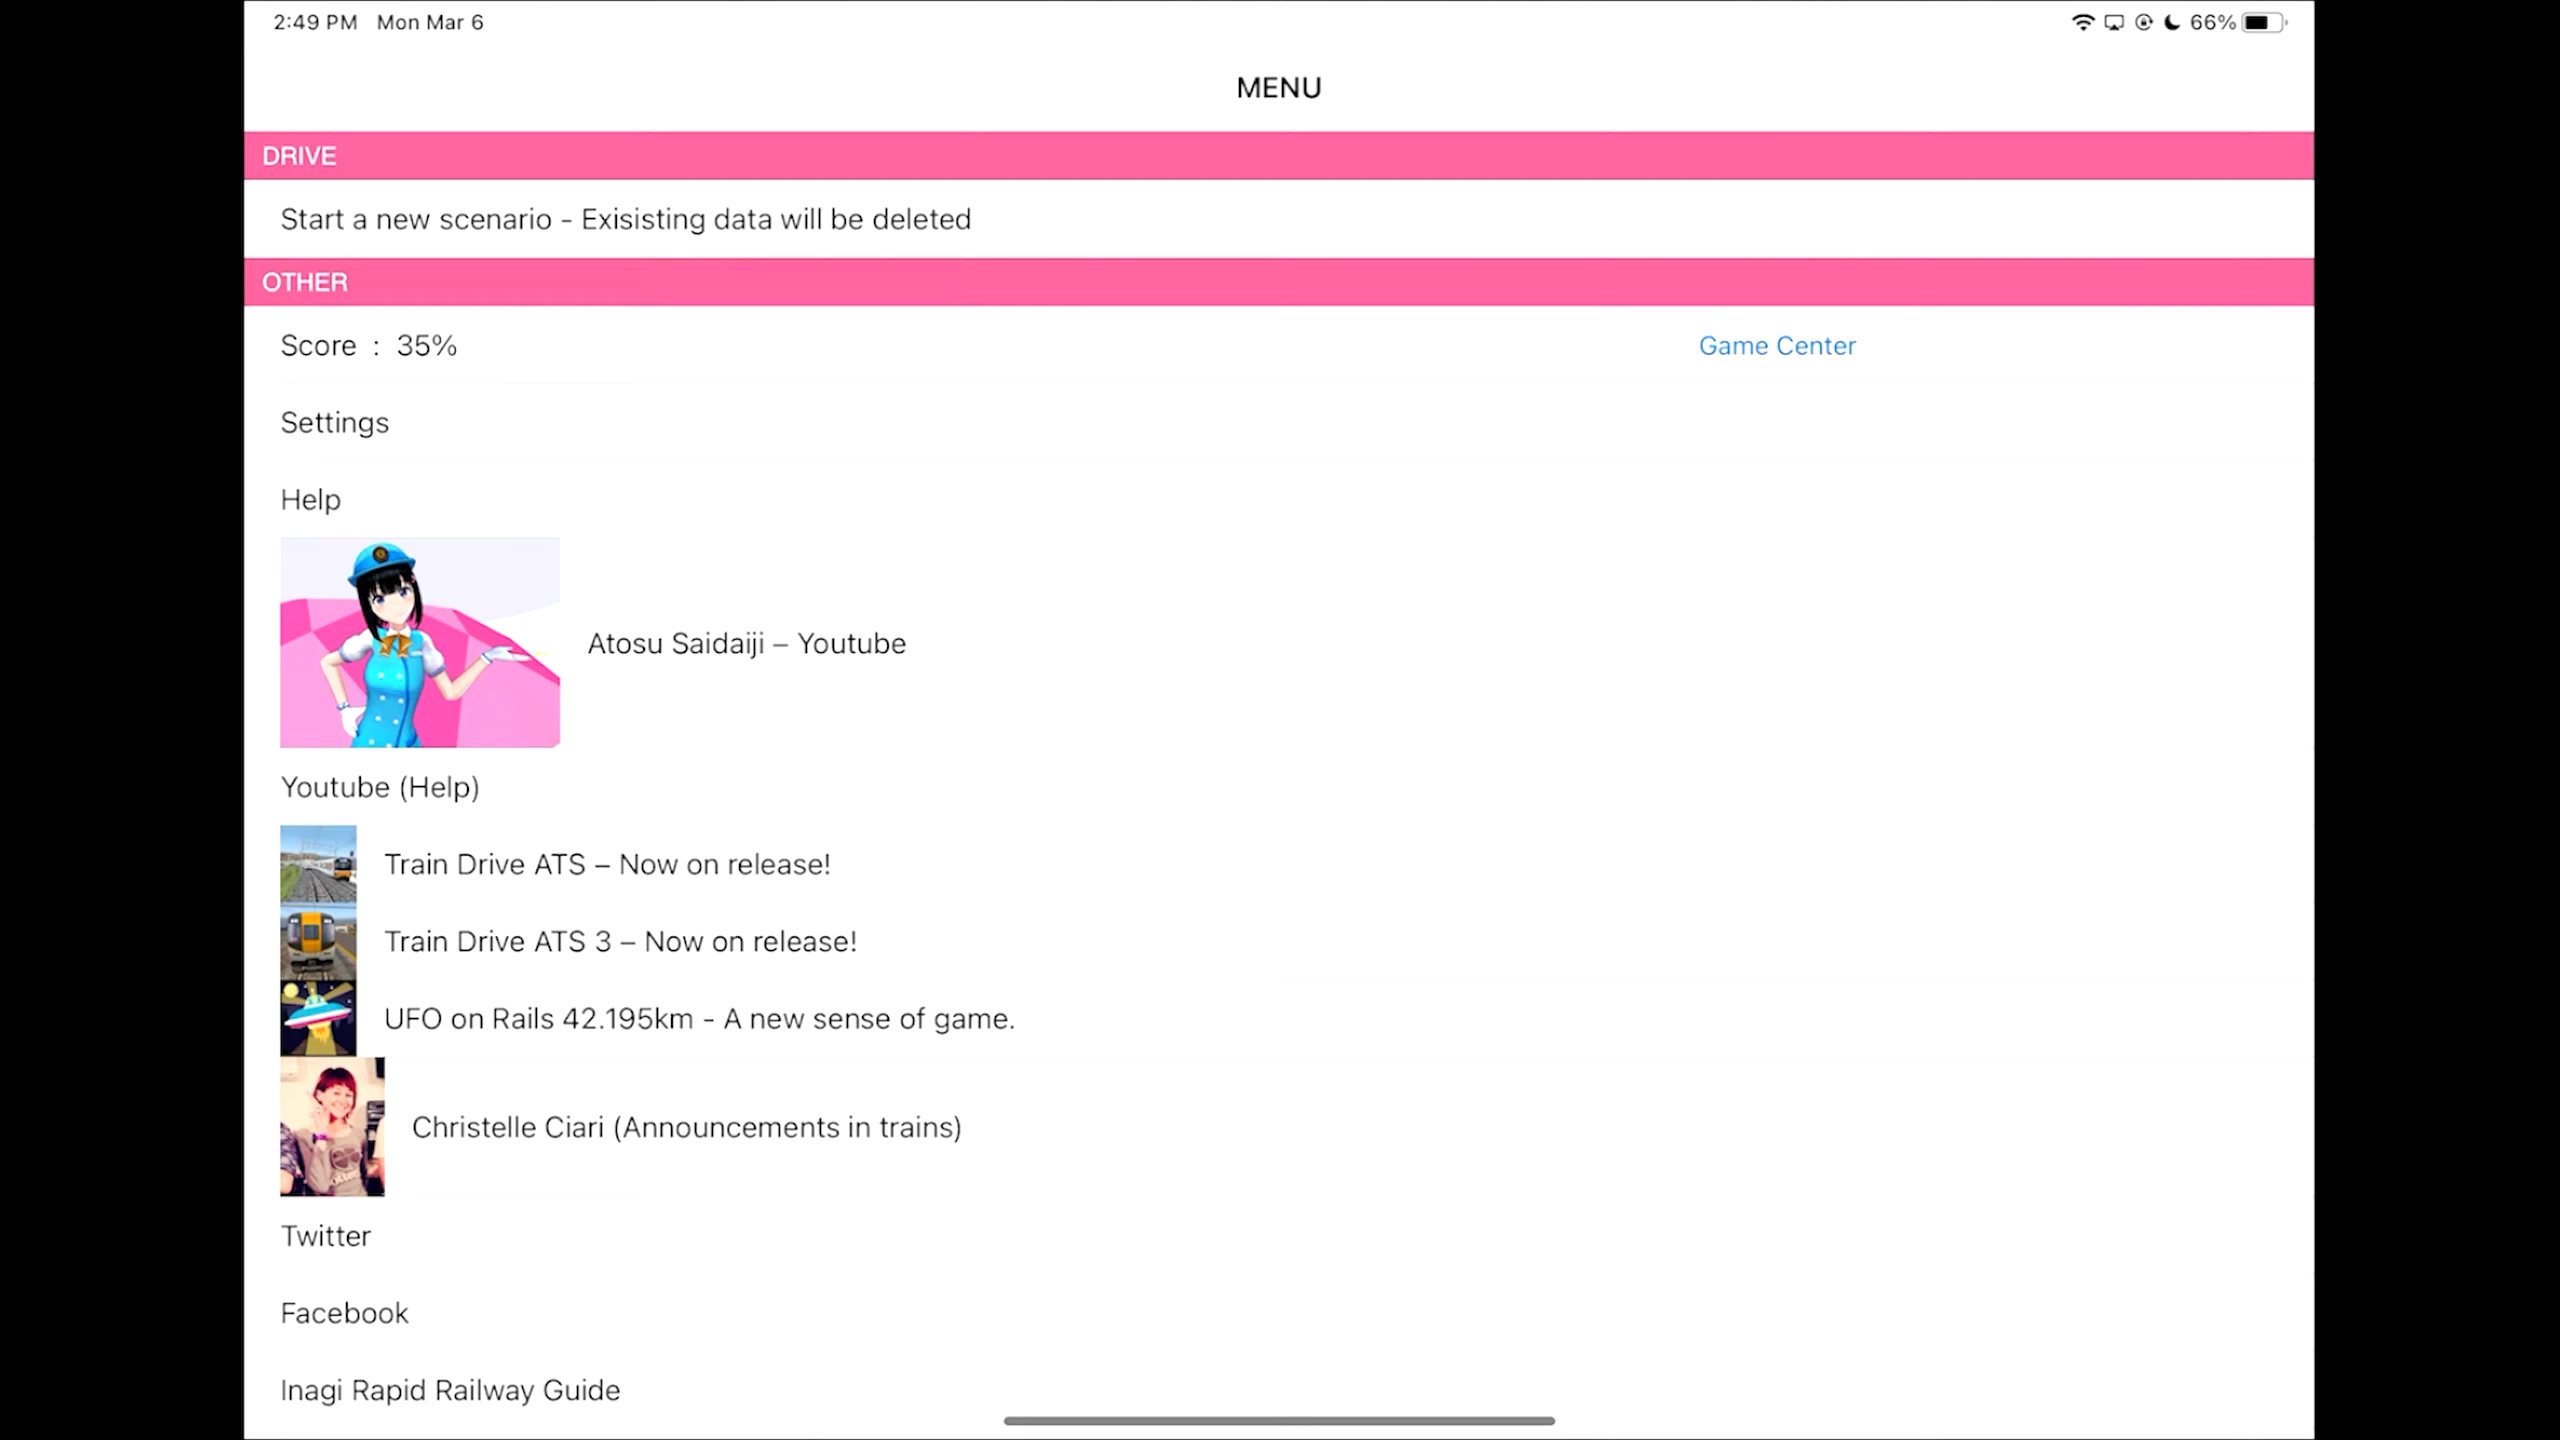 2:49 PM Mon Mar 6
66%
MENU
DRIVE
Start a new scenario - Exisisting data will be deleted
OTHER
Score : 35%
Game Center
Settings
Help
Atosu Saidaiji – Youtube
Youtube (Help)
Train Drive ATS – Now on release!
Train Drive ATS 3 – Now on release!
UFO on Rails 42.195km - A new sense of game.
Christelle Ciari (Announcements in trains)
Twitter
Facebook
Inagi Rapid Railway Guide